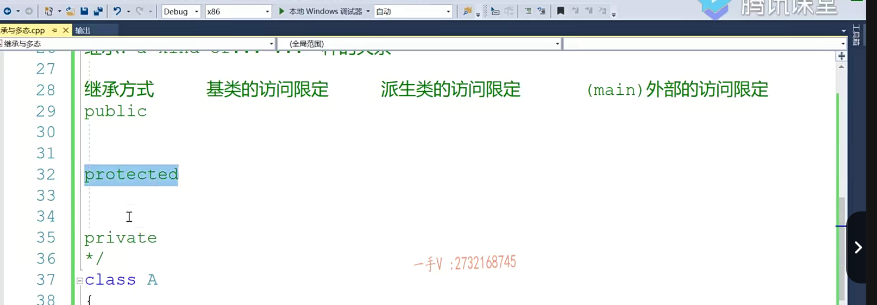 腾讯课堂
Debug x86 本地 Windows 调试器 自动
承与多态.cpp 输出
继承与多态 (全局范围)
27
28 继承方式 基类的访问限定 派生类的访问限定 (main)外部的访问限定
29 public
30
31
32 protected
33
34
35 private
36 */
37 class A
38 {
一手V :2732168745